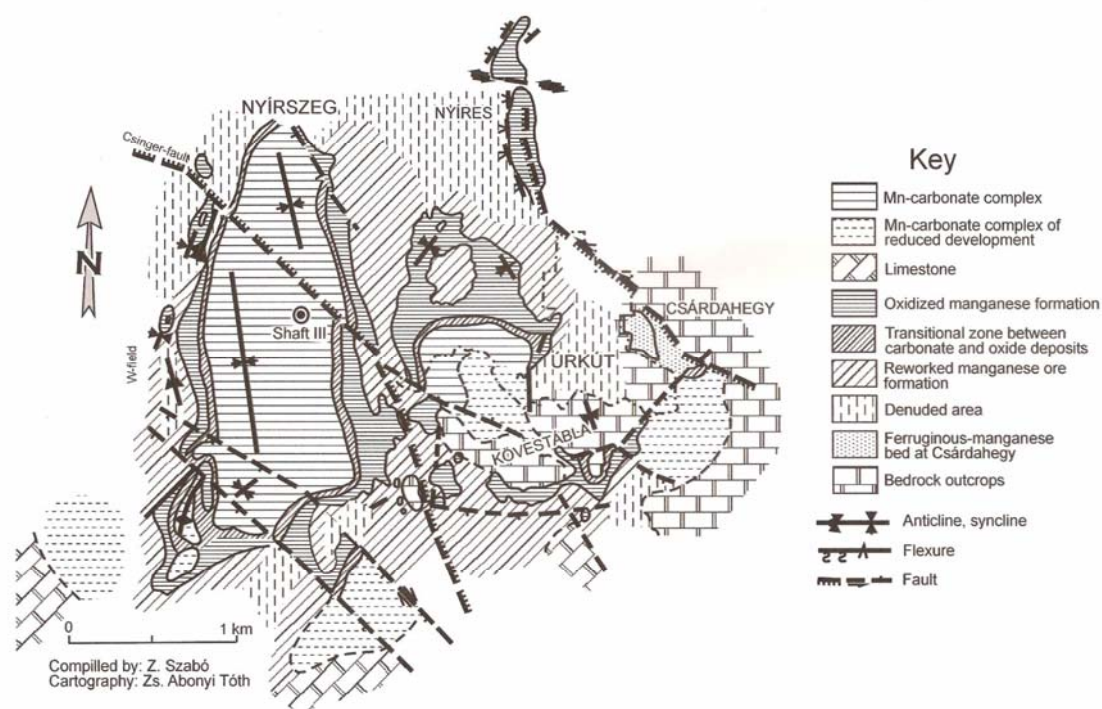 NYÍRSZEG
NYÍRES
Csinger-fault
N
Shaft III
W-field
CSÁRDAHEGY
ÚRKÚT
KÖVESTÁBLA
0 1 km
Compilled by: Z. Szabó
Cartography: Zs. Abonyi Tóth
Key
Mn-carbonate complex
Mn-carbonate complex of
reduced development
Limestone
Oxidized manganese formation
Transitional zone between
carbonate and oxide deposits
Reworked manganese ore
formation
Denuded area
Ferruginous-manganese
bed at Csárdahegy
Bedrock outcrops
Anticline, syncline
Flexure
Fault